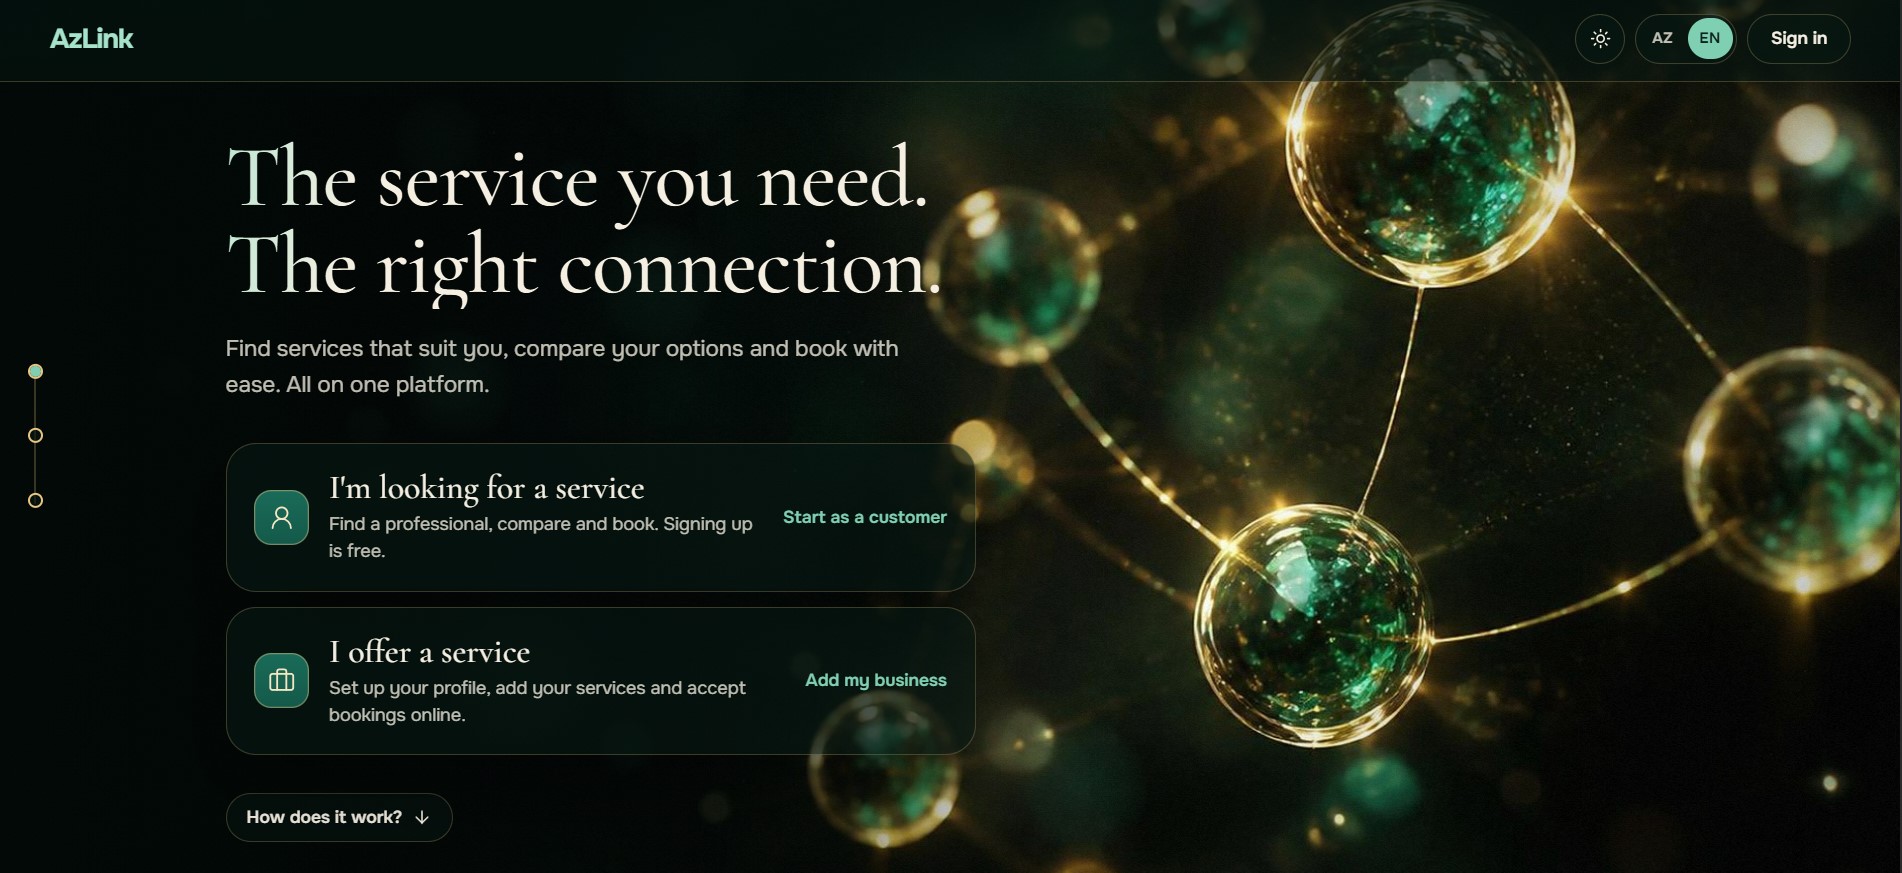 AzLink
AZ
EN
Sign in
The service you need.
The right connection.
Find services that suit you, compare your options and book with
ease. All on one platform.
I'm looking for a service
Find a professional, compare and book. Signing up
is free.
Start as a customer
I offer a service
Set up your profile, add your services and accept
bookings online.
Add my business
How does it work?